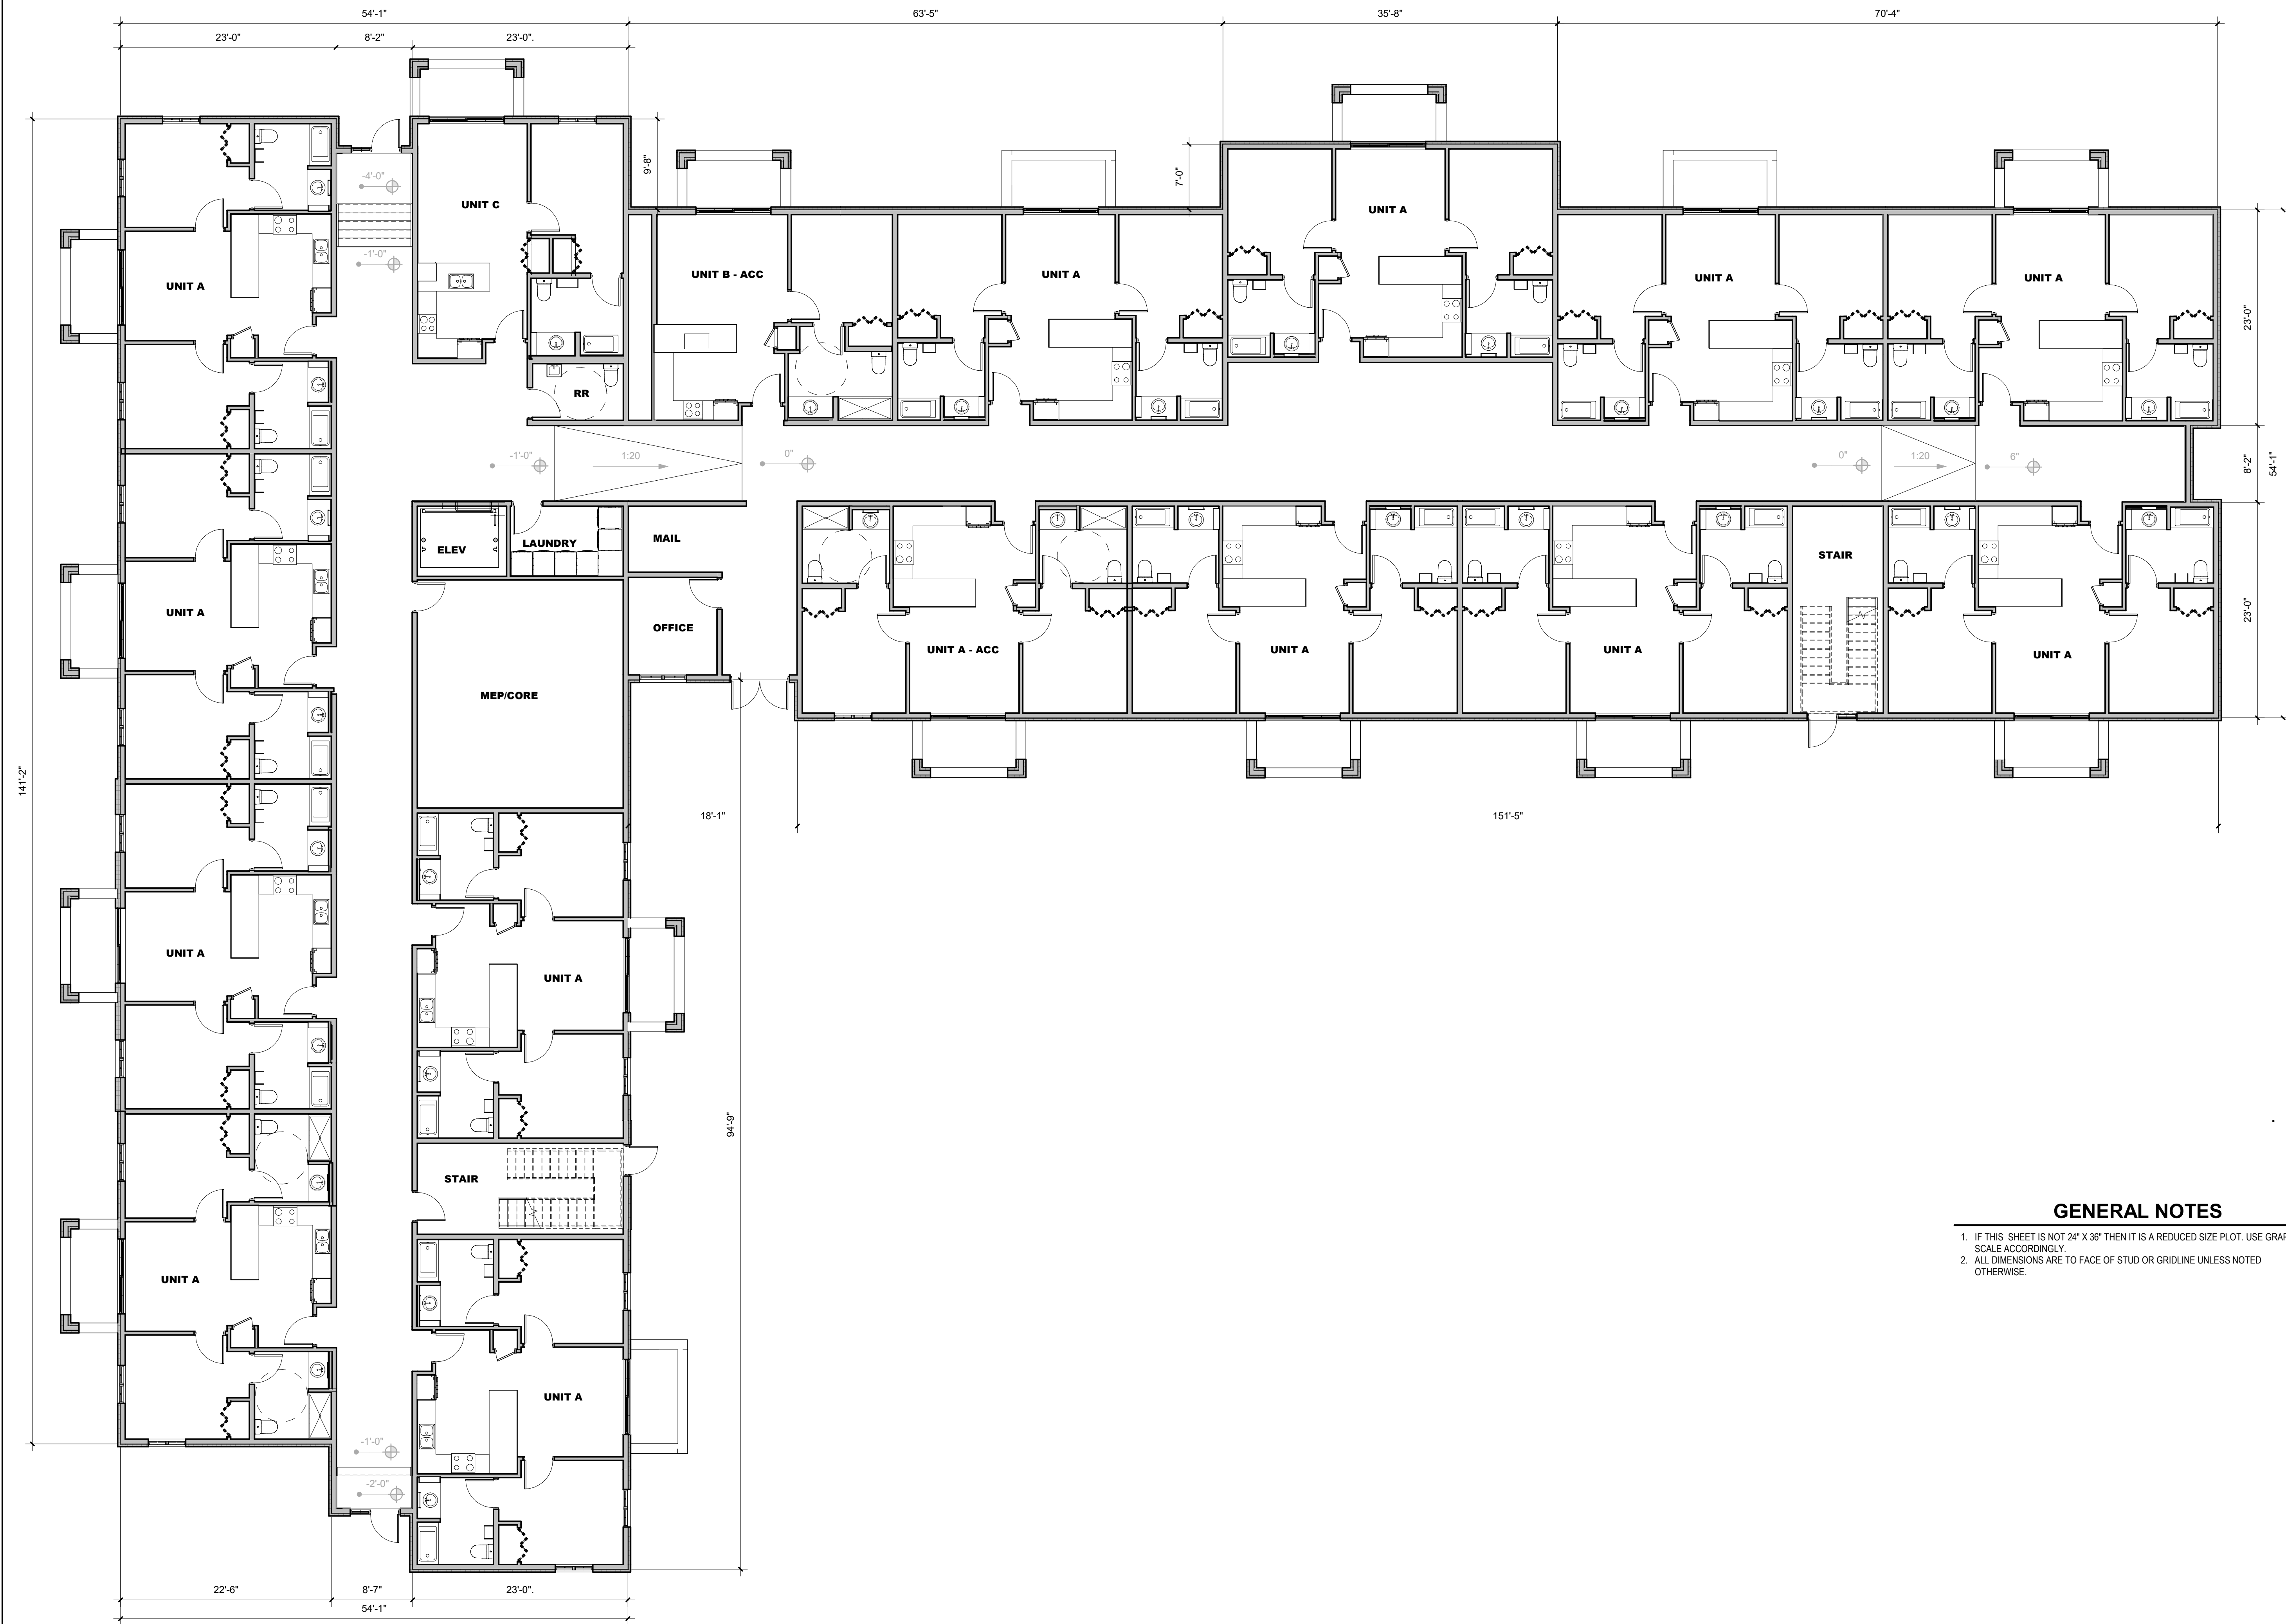 54'-1"
63'-5"
35'-8"
70'-4"
23'-0"
8'-2"
23'-0".
-4'-0"
9'-8"
7'-0"
UNIT C
UNIT A
-1'-0"
UNIT B - ACC
UNIT A
UNIT A
UNIT A
UNIT A
23'-0"
RR
-1'-0"
1:20
0"
0"
1:20
6"
8'-2"
54'-1"
ELEV
LAUNDRY
MAIL
STAIR
UNIT A
OFFICE
23'-0"
UNIT A - ACC
UNIT A
UNIT A
UNIT A
MEP/CORE
141'-2"
18'-1"
151'-5"
UNIT A
UNIT A
94'-9"
STAIR
UNIT A
UNIT A
-1'-0"
-2'-0"
22'-6"
8'-7"
23'-0".
54'-1"
GENERAL NOTES
1. IF THIS SHEET IS NOT 24" X 36" THEN IT IS A REDUCED SIZE PLOT. USE
SCALE ACCORDINGLY.
2. ALL DIMENSIONS ARE TO FACE OF STUD OR GRIDLINE UNLESS NOTED
OTHERWISE.